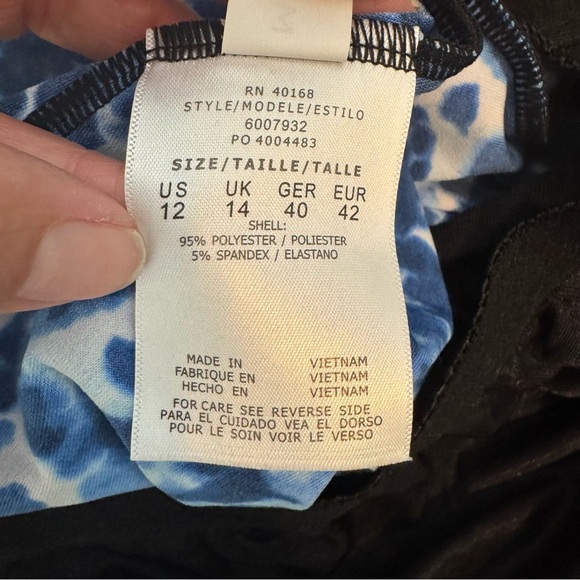 M
RN 40168
STYLE/MODELE/ESTILO
6007932
PO 4004483
SIZE/TAILLE/TALLE
US UK GER EUR
12 14 40 42
SHELL:
95% POLYESTER / POLIESTER
5% SPANDEX / ELASTANO
MADE IN VIETNAM
FABRIQUE EN VIETNAM
HECHO EN VIETNAM
FOR CARE SEE REVERSE SIDE
PARA EL CUIDADO VEA EL DORSO
POUR LE SOIN VOIR LE VERSO